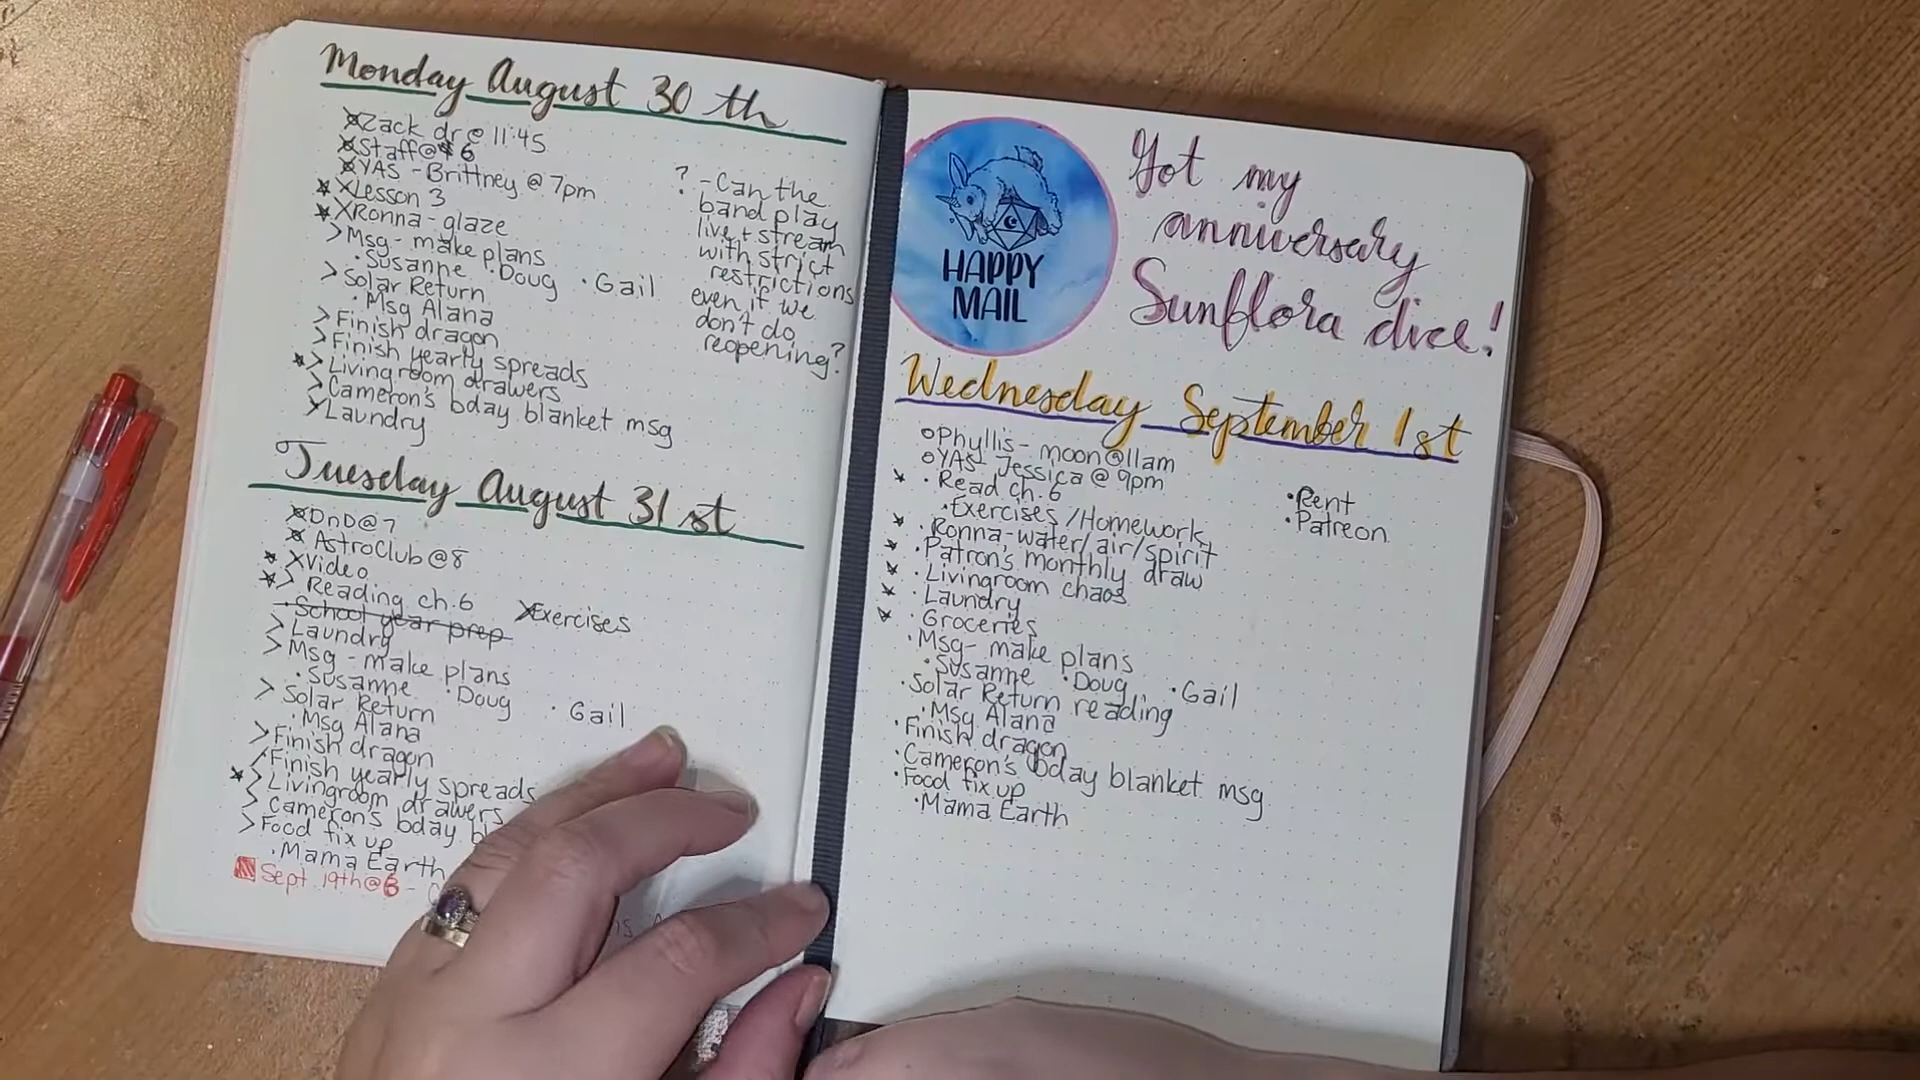 Monday August 30 th
Zack dr @ 11:45
Staff @ 6
YAS - Brittney @ 7pm
Lesson 3
Ronna - glaze
Msg - make plans
Susanne · Doug · Gail
Solar Return
Msg Alana
Finish dragon
Finish yearly spreads
Livingroom drawers
Cameron's bday blanket msg
Laundry
? - Can the
band play
live + stream
with strict
restrictions
even if we
don't do
reopening?
Tuesday August 31 st
DnD @ 7
AstroClub @ 8
Video
Reading ch. 6
Exercises
School year prep
Laundry
Msg - make plans
· Susanne · Doug · Gail
Solar Return
· Msg Alana
Finish dragon
Finish yearly spreads
Livingroom drawers
Cameron's bday
Food fix up
· Mama Earth
Sept 19th @ 6 -
HAPPY
MAIL
Got my
anniversary
Sunflora dice!
Wednesday September 1st
Phyllis - moon @ 11am
YAS - Jessica @ 9pm
· Read ch. 6
· Exercises / Homework
· Ronna - water/air/spirit
· Patron's monthly draw
· Livingroom chaos
· Laundry
· Groceries
· Msg - make plans
· Susanne · Doug · Gail
· Solar Return reading
· Msg Alana
· Finish dragon
· Cameron's bday blanket msg
· Food fix up
· Mama Earth
· Rent
· Patreon